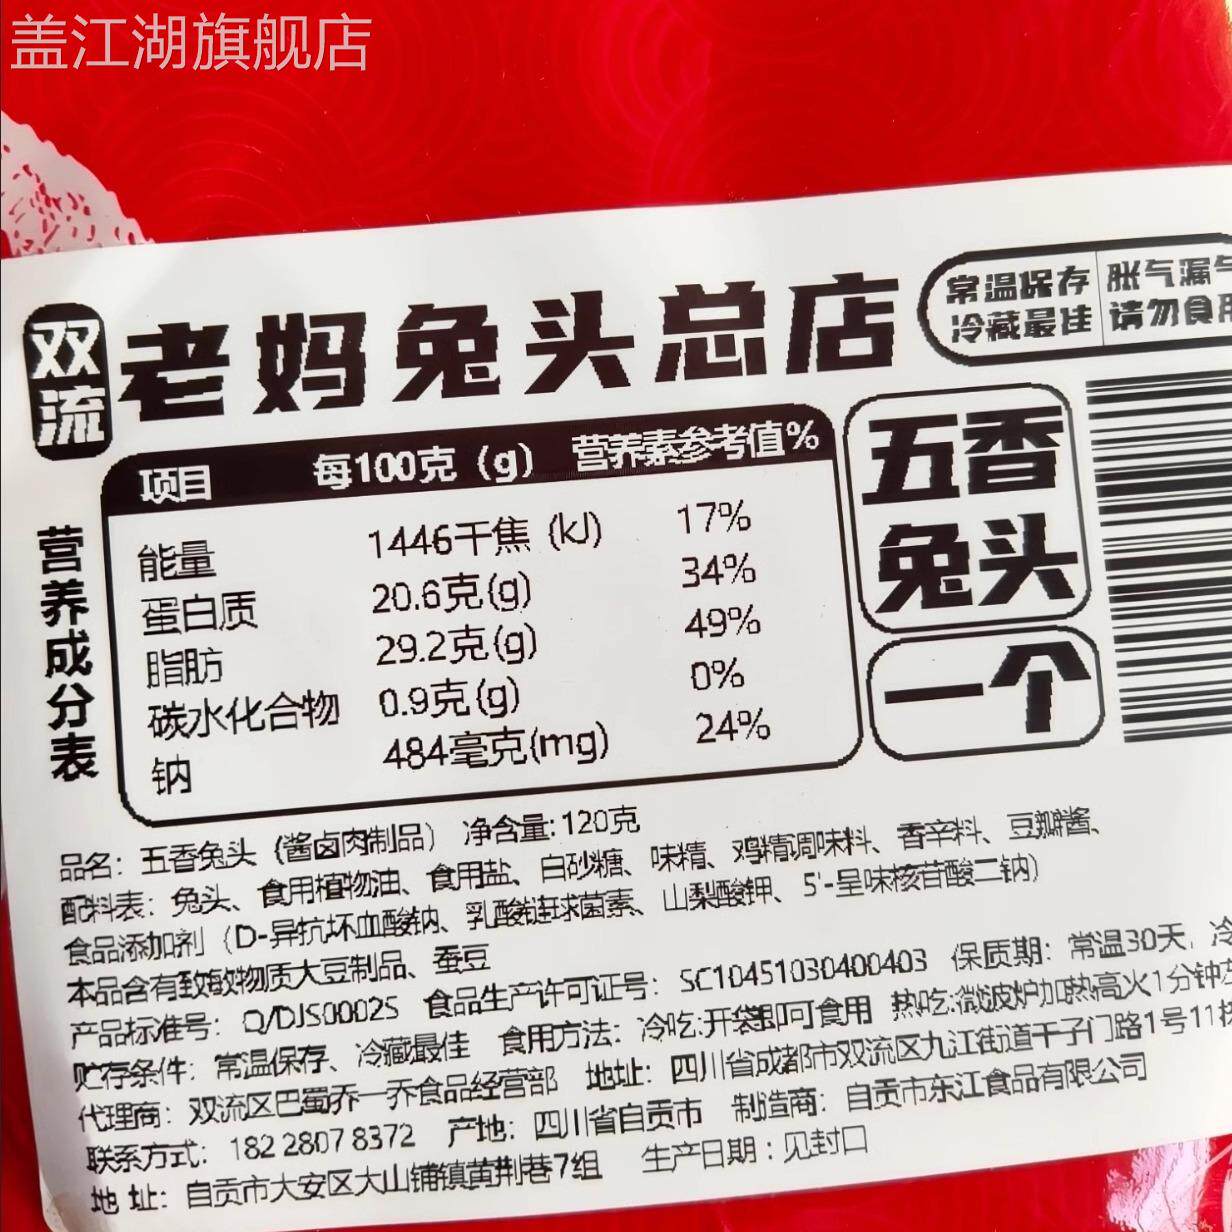 盖江湖旗舰店
双流
老妈兔头总店
常温保存
冷藏最佳
胀气漏气
请勿食用
营养成分表
项目 每100克（g） 营养素参考值%
能量 1446千焦 (kJ) 17%
蛋白质 20.6克(g) 34%
脂肪 29.2克(g) 49%
碳水化合物 0.9克(g) 0%
钠 484毫克(mg) 24%
五香
兔头
一个
品名：五香兔头（酱卤肉制品） 净含量：120克
配料表：兔头、食用植物油、食用盐、白砂糖、味精、鸡精调味料、香辛料、豆瓣酱、
食品添加剂（D-异抗坏血酸钠、乳酸链球菌素、山梨酸钾、5'-呈味核苷酸二钠）
本品含有致敏物质大豆制品、蚕豆
产品标准号：Q/DJS0002S 食品生产许可证号：SC10451030400403 保质期：常温30天，冷
贮存条件：常温保存、冷藏最佳 食用方法：冷吃:开袋即可食用 热吃:微波炉加热高火1分钟
代理商：双流区巴蜀乔一乔食品经营部 地址：四川省成都市双流区九江街道干子门路1号11栋
联系方式：182 2807 8372 产地：四川省自贡市 制造商：自贡市东江食品有限公司
地 址：自贡市大安区大山铺镇黄荆巷7组 生产日期：见封口